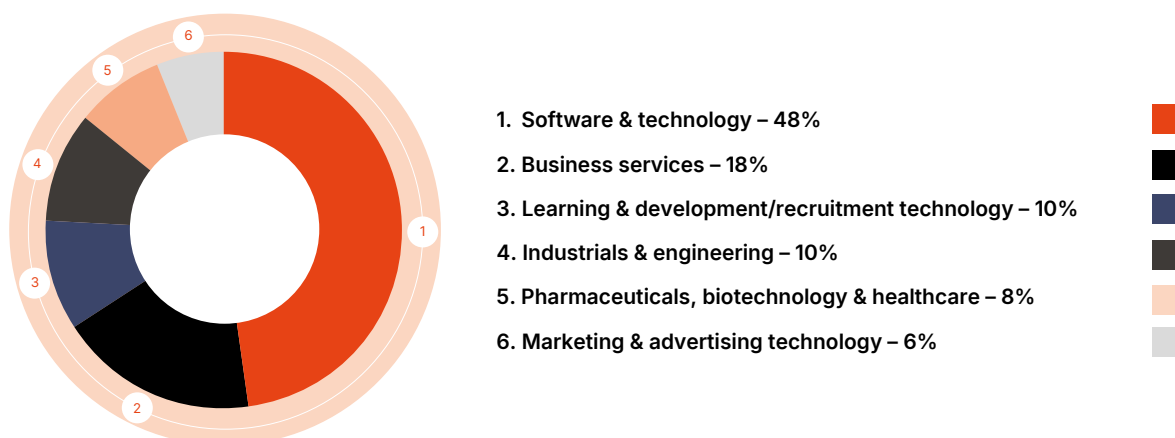 6
5
4
3
2
1
1. Software & technology – 48%
2. Business services – 18%
3. Learning & development/recruitment technology – 10%
4. Industrials & engineering – 10%
5. Pharmaceuticals, biotechnology & healthcare – 8%
6. Marketing & advertising technology – 6%